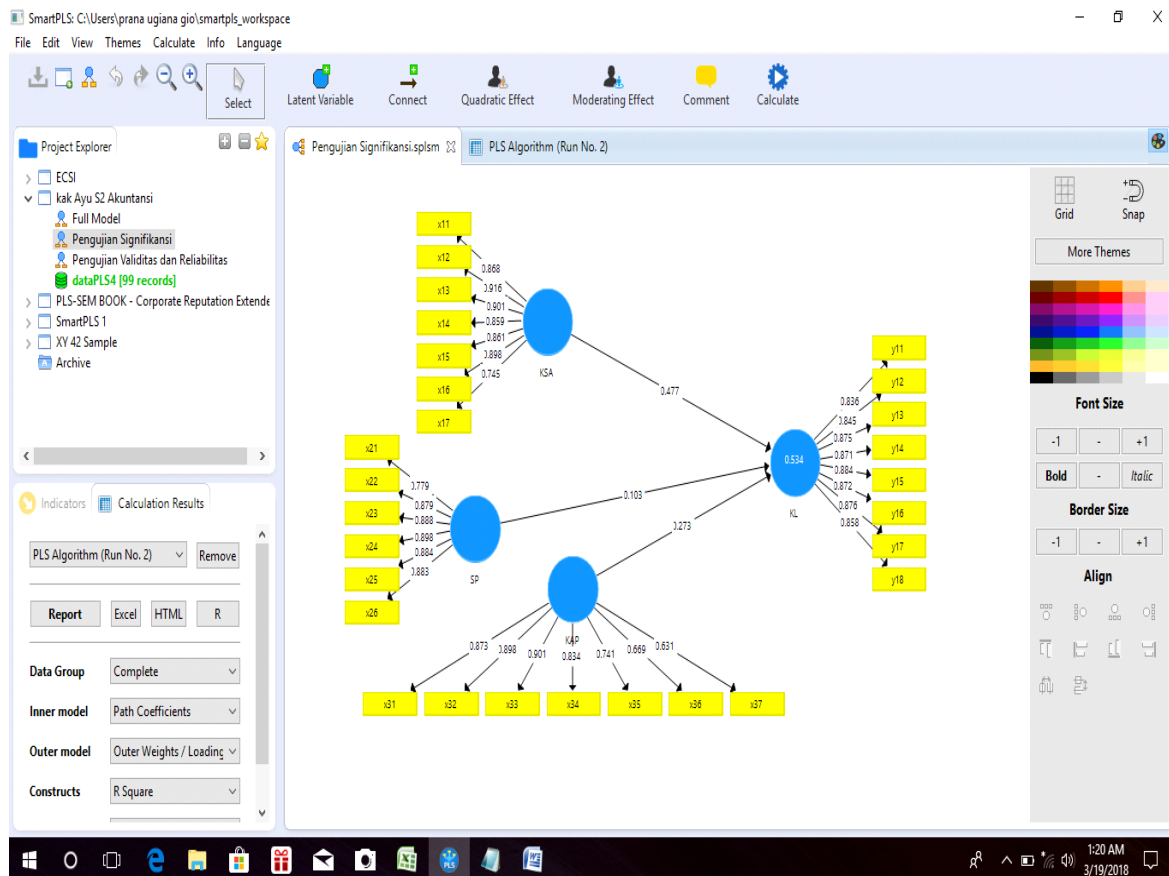 SmartPLS: C:\Users\prana ugiana gio\smartpls_workspace
File Edit View Themes Calculate Info Language
Select
Latent Variable
Connect
Quadratic Effect
Moderating Effect
Comment
Calculate
Project Explorer
ECSI
kak Ayu S2 Akuntansi
Full Model
Pengujian Signifikansi
Pengujian Validitas dan Reliabilitas
dataPLS4 [99 records]
PLS-SEM BOOK - Corporate Reputation Extende
SmartPLS 1
XY 42 Sample
Archive
Indicators
Calculation Results
PLS Algorithm (Run No. 2)
Remove
Report
Excel
HTML
R
Data Group
Complete
Inner model
Path Coefficients
Outer model
Outer Weights / Loading
Constructs
R Square
Pengujian Signifikansi.splsm
PLS Algorithm (Run No. 2)
x11
x12
x13
x14
x15
x16
x17
0.868
0.916
0.901
0.859
0.861
0.898
0.745
KSA
0.477
x21
x22
x23
x24
x25
x26
0.779
0.879
0.888
0.898
0.884
0.883
SP
0.103
KAP
0.273
0.873
0.898
0.901
0.834
0.741
0.669
0.631
x31
x32
x33
x34
x35
x36
x37
0.534
KL
0.836
0.845
0.875
0.871
0.884
0.872
0.876
0.858
y11
y12
y13
y14
y15
y16
y17
y18
Grid
Snap
More Themes
Font Size
-1
-
+1
Bold
-
Italic
Border Size
-1
-
+1
Align
PLS
1:20 AM
3/19/2018